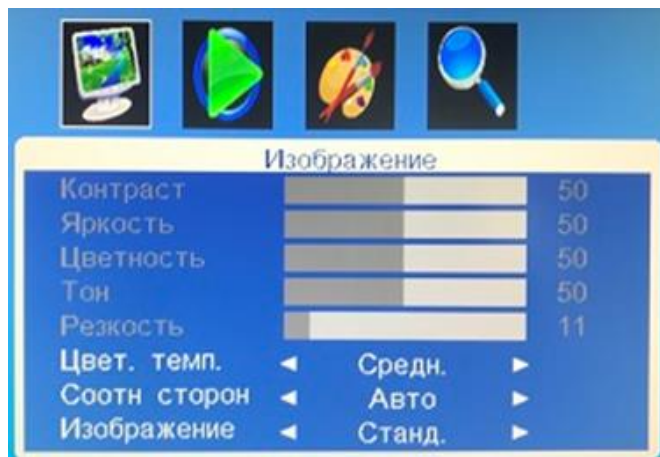 Изображение
Контраст 50
Яркость 50
Цветность 50
Тон 50
Резкость 11
Цвет. темп. ◄ Средн. ►
Соотн сторон ◄ Авто ►
Изображение ◄ Станд. ►